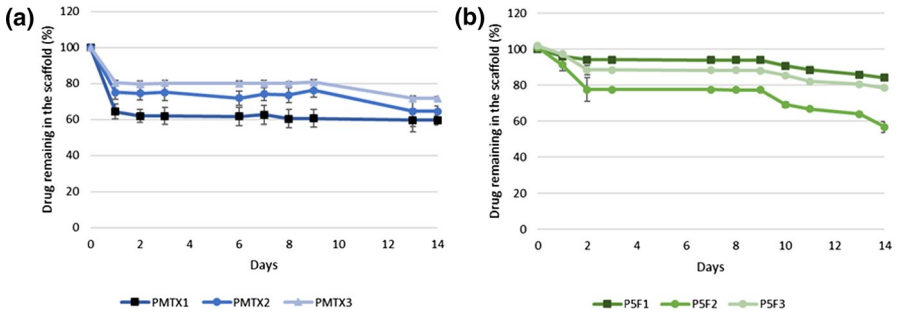 (a)
Drug remainig in the scaffold (%)
120
100
80
60
40
20
0
0 2 4 6 8 10 12 14
Days
PMTX1 PMTX2 PMTX3
(b)
Drug remaining in the scaffold (%)
120
100
80
60
40
20
0
0 2 4 6 8 10 12 14
Days
P5F1 P5F2 P5F3